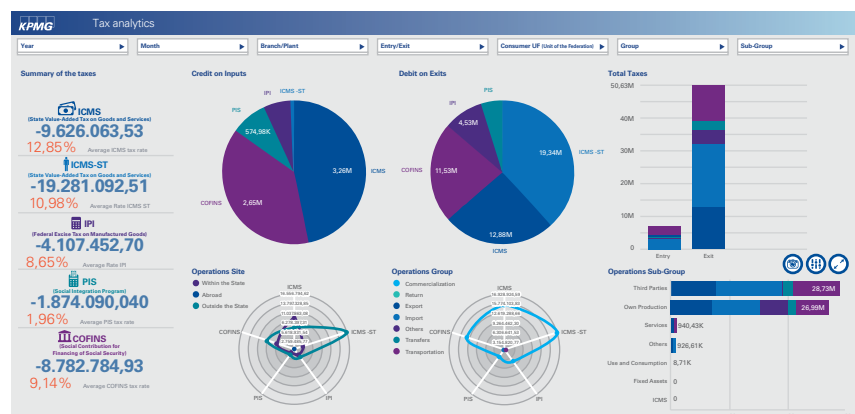 KPMG
Tax analytics
Year
Month
Branch/Plant
Entry/Exit
Consumer UF (Unit of the Federation)
Group
Sub-Group
Summary of the taxes
ICMS
(State Value-Added Tax on Goods and Services)
-9.626.063,53
12,85% Average ICMS tax rate
ICMS-ST
(State Value-Added Tax on Goods and Services)
-19.281.092,51
10,98% Average Rate ICMS ST
IPI
(Federal Excise Tax on Manufactured Goods)
-4.107.452,70
8,65% Average Rate IPI
PIS
(Social Integration Program)
-1.874.090,040
1,96% Average PIS tax rate
COFINS
(Social Contribution for
Financing of Social Security)
-8.782.784,93
9,14% Average COFINS tax rate
Credit on Inputs
ICMS -ST
IPI
PIS
574,98K
3,26M
ICMS
2,65M
COFINS
Debit on Exits
PIS
IPI
4,53M
19,34M
ICMS -ST
COFINS
11,53M
12,88M
ICMS
Total Taxes
50,63M
40M
30M
20M
10M
0
Entry
Exit
Operations Site
Within the State
Abroad
Outside the State
ICMS
COFINS
ICMS -ST
PIS
IPI
Operations Group
Commercialization
Return
Export
Import
Others
Transfers
Transportation
ICMS
COFINS
ICMS -ST
PIS
IPI
Operations Sub-Group
Third Parties
28,73M
Own Production
26,99M
Services
940,43K
Others
926,61K
Use and Consumption
8,71K
Fixed Assets
0
ICMS
0